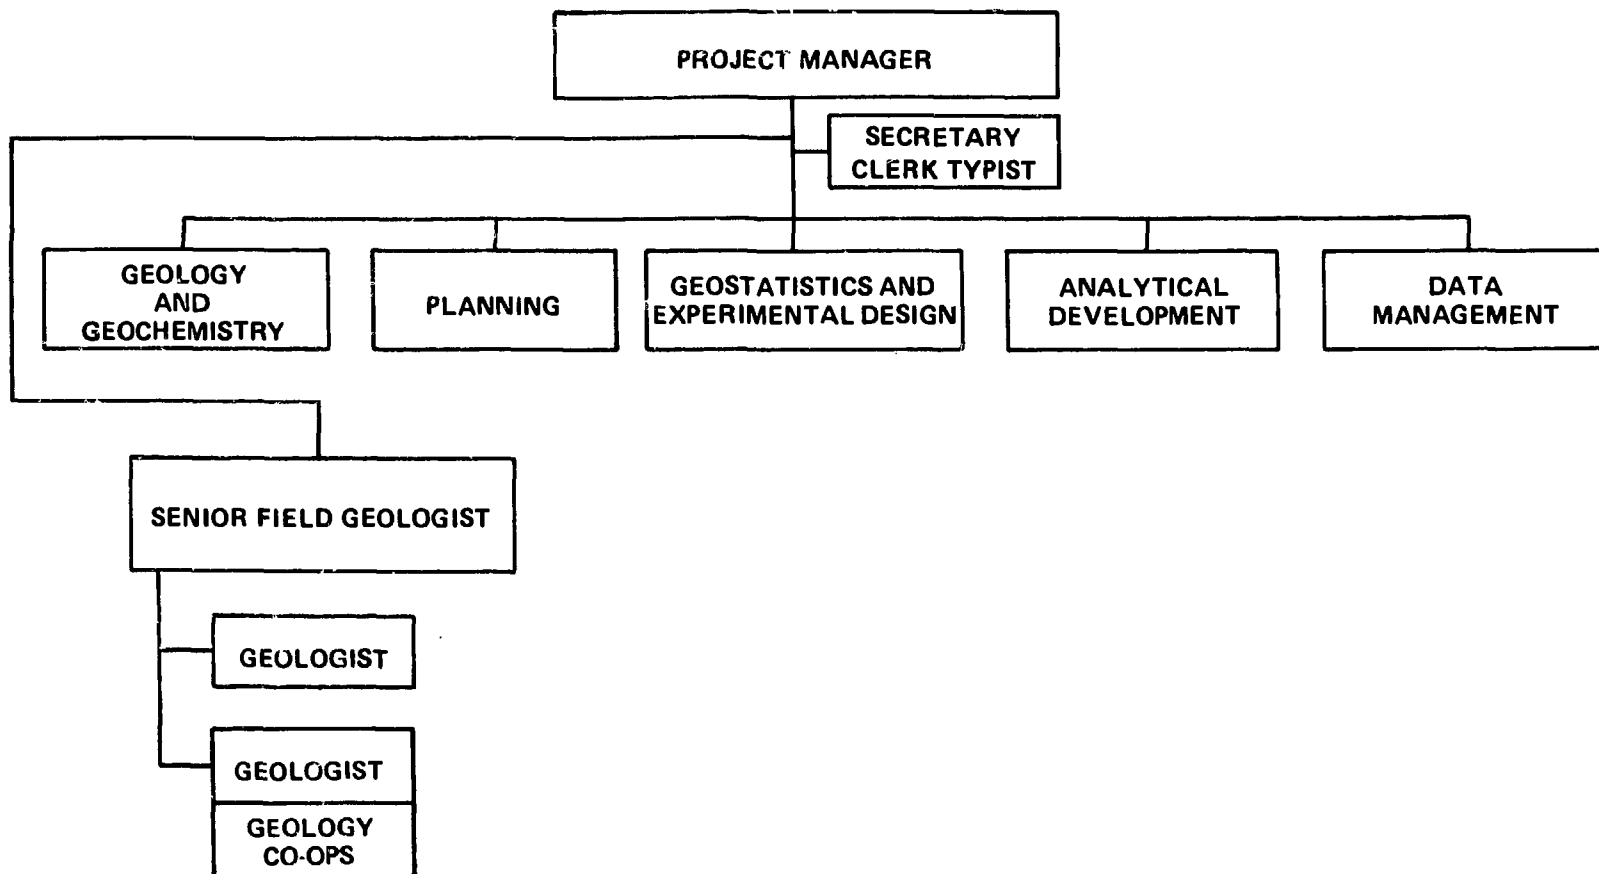 PROJECT MANAGER
SECRETARY
CLERK TYPIST
GEOLOGY
AND
GEOCHEMISTRY
PLANNING
GEOSTATISTICS AND
EXPERIMENTAL DESIGN
ANALYTICAL
DEVELOPMENT
DATA
MANAGEMENT
SENIOR FIELD GEOLOGIST
GEOLOGIST
GEOLOGIST
GEOLOGY
CO-OPS